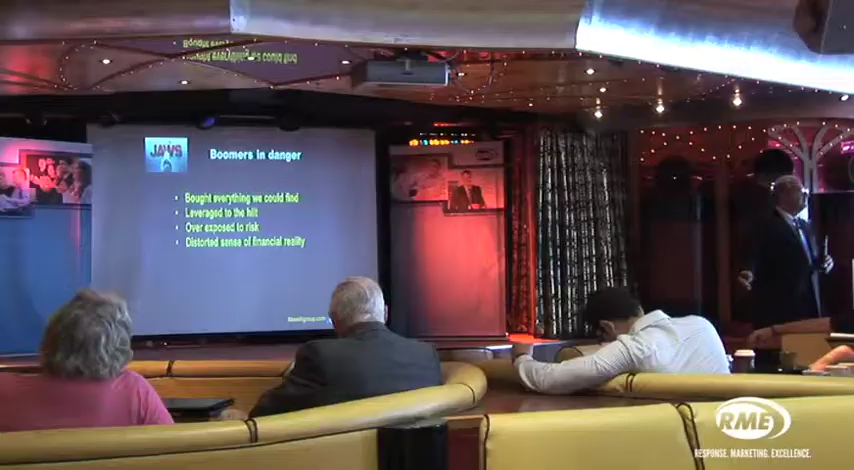 JAWS
Boomers in danger
• Bought everything we could find
• Leveraged to the hilt
• Over exposed to risk
• Distorted sense of financial reality
RME
RESPONSE. MARKETING. EXCELLENCE.